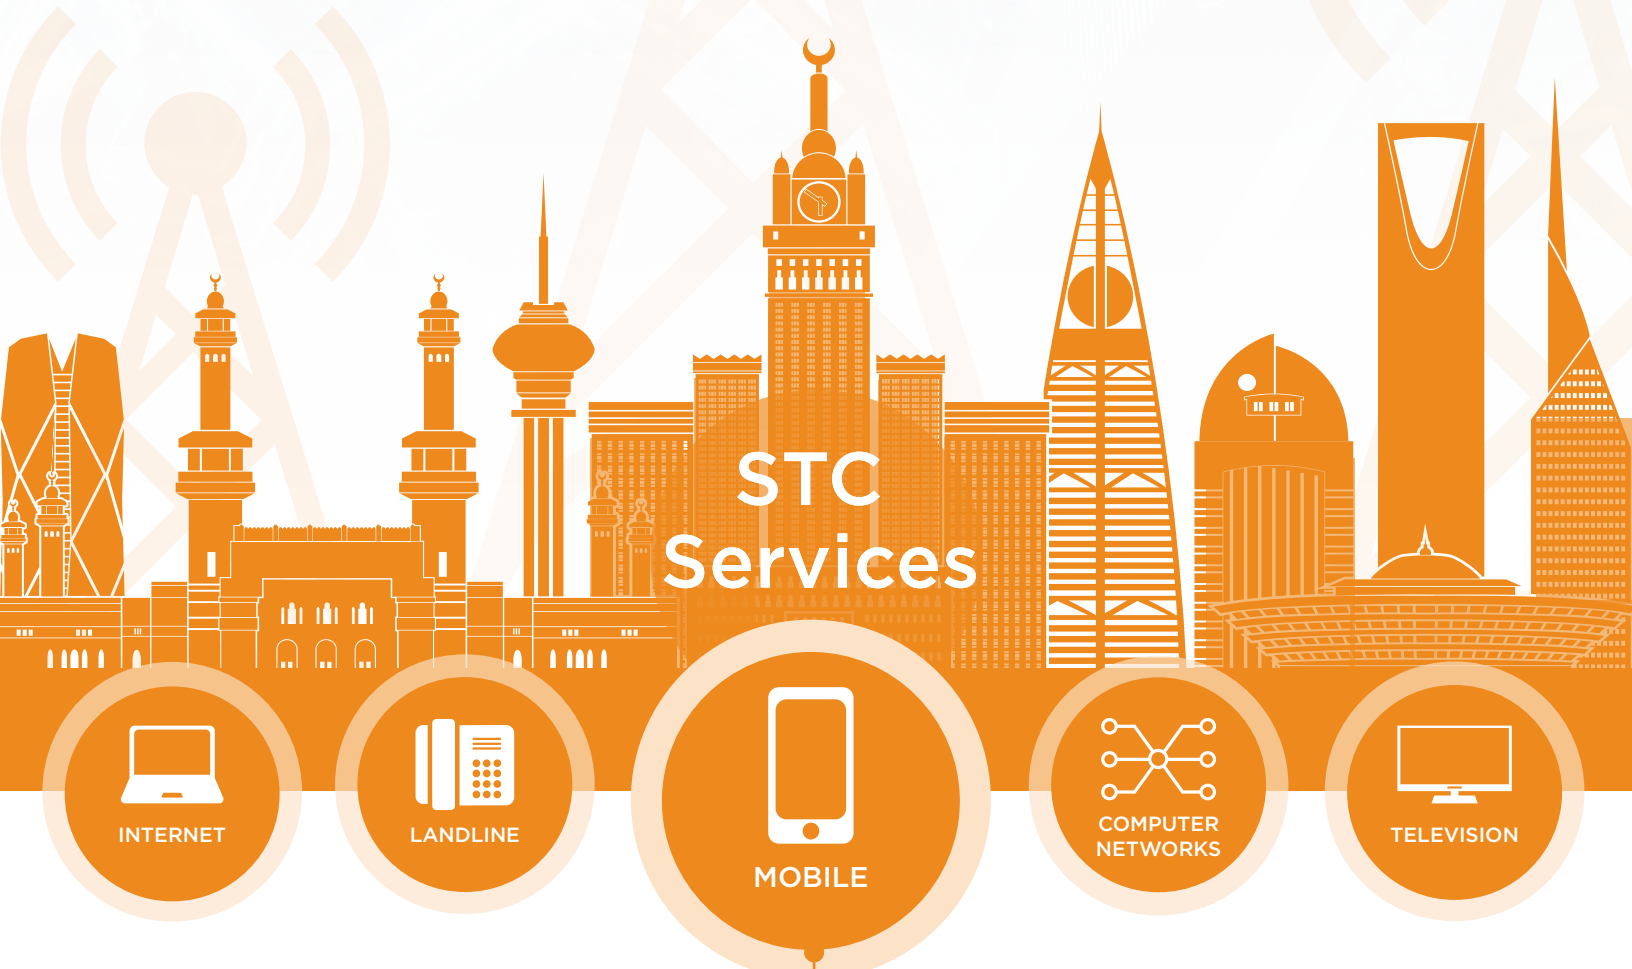 STC
Services
INTERNET
LANDLINE
MOBILE
COMPUTER
NETWORKS
TELEVISION